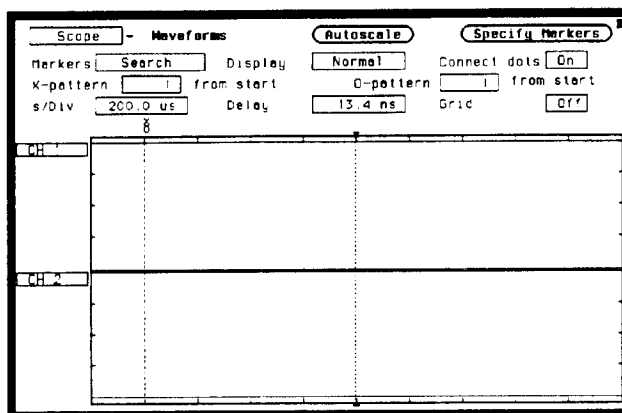 Scope - Waveforms Autoscale Specify Markers
Markers Search Display Normal Connect dots On
X-pattern 1 from start O-pattern 1 from start
s/Div 200.0 us Delay 13.4 ns Grid Off
X
O
CH 1
CH 2